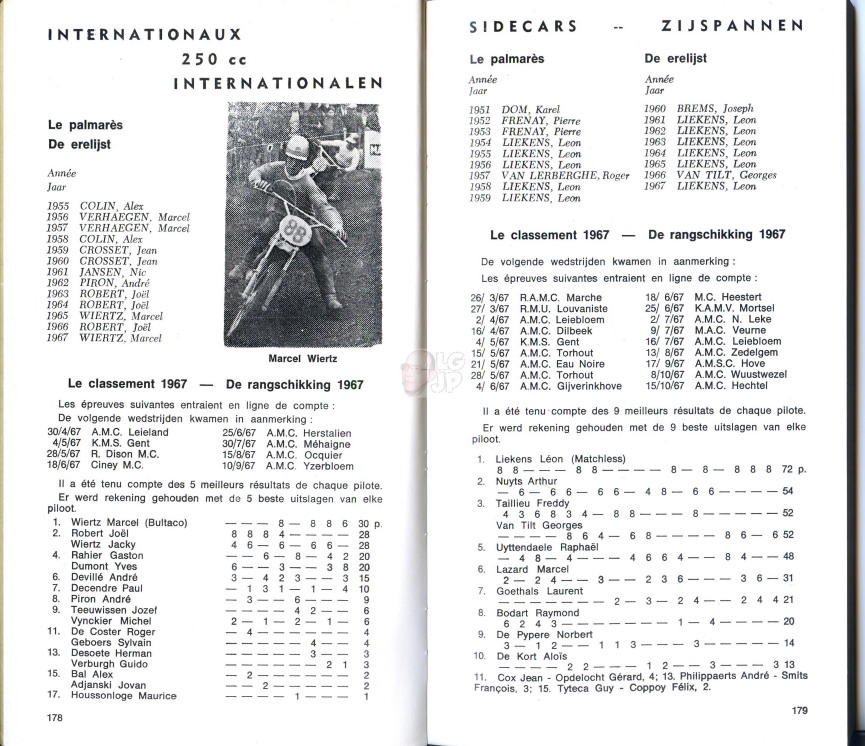 INTERNATIONAUX
250 cc
INTERNATIONALEN
Le palmarès
De erelijst
Année
Jaar
1955 COLIN, Alex
1956 VERHAEGEN, Marcel
1957 VERHAEGEN, Marcel
1958 COLIN, Alex
1959 CROSSET, Jean
1960 CROSSET, Jean
1961 JANSEN, Nic
1962 PIRON, André
1963 ROBERT, Joël
1964 ROBERT, Joël
1965 WIERTZ, Marcel
1966 ROBERT, Joël
1967 WIERTZ, Marcel
88
Marcel Wiertz
Le classement 1967 — De rangschikking 1967
Les épreuves suivantes entraient en ligne de compte :
De volgende wedstrijden kwamen in aanmerking :
30/4/67 A.M.C. Leieland 25/6/67 A.M.C. Herstalien
4/5/67 K.M.S. Gent 30/7/67 A.M.C. Méhaigne
28/5/67 R. Dison M.C. 15/8/67 A.M.C. Ocquier
18/6/67 Ciney M.C. 10/9/67 A.M.C. Yzerbloem
Il a été tenu compte des 5 meilleurs résultats de chaque pilote.
Er werd rekening gehouden met de 5 beste uitslagen van elke
piloot.
1. Wiertz Marcel (Bultaco) — — — 8 — 8 8 6 30 p.
2. Robert Joël 8 8 8 4 — — — — 28
Wiertz Jacky 4 6 — 6 — 6 6 — 28
4. Rahier Gaston — — 6 — 8 — 4 2 20
Dumont Yves 6 — — 3 — — 3 8 20
6. Devillé André 3 — 4 2 3 — — 3 15
7. Decendre Paul — 1 3 1 — 1 — 4 10
8. Piron André — 3 — — 6 — — — 9
9. Teeuwissen Jozef — — — — 4 2 — — 6
Vynckier Michel 2 — 1 — 2 — 1 — 6
11. De Coster Roger — 4 — — — — — — 4
Geboers Sylvain — — — — — 4 — — 4
13. Desoete Herman — — — — — 3 — — 3
Verburgh Guido — — — — — — 2 1 3
15. Bal Alex — 2 — — — — — — 2
Adjanski Jovan — — 2 — — — — — 2
17. Houssonloge Maurice — — — — 1 — — — 1
178
SIDECARS -- ZIJSPANNEN
Le palmarès De erelijst
Année Année
Jaar Jaar
1951 DOM, Karel 1960 BREMS, Joseph
1952 FRENAY, Pierre 1961 LIEKENS, Leon
1953 FRENAY, Pierre 1962 LIEKENS, Leon
1954 LIEKENS, Leon 1963 LIEKENS, Leon
1955 LIEKENS, Leon 1964 LIEKENS, Leon
1956 LIEKENS, Leon 1965 LIEKENS, Leon
1957 VAN LERBERGHE, Roger 1966 VAN TILT, Georges
1958 LIEKENS, Leon 1967 LIEKENS, Leon
1959 LIEKENS, Leon
Le classement 1967 — De rangschikking 1967
De volgende wedstrijden kwamen in aanmerking :
Les épreuves suivantes entraient en ligne de compte :
26/ 3/67 R.A.M.C. Marche 18/ 6/67 M.C. Heestert
27/ 3/67 R.M.U. Louvaniste 25/ 6/67 K.A.M.V. Mortsel
2/ 4/67 A.M.C. Leiebloem 2/ 7/67 A.M.C. N. Leke
16/ 4/67 A.M.C. Dilbeek 9/ 7/67 M.A.C. Veurne
4/ 5/67 K.M.S. Gent 16/ 7/67 A.M.C. Leiebloem
15/ 5/67 A.M.C. Torhout 13/ 8/67 A.M.C. Zedelgem
21/ 5/67 A.M.C. Eau Noire 17/ 9/67 A.M.S.C. Hove
28/ 5/67 A.M.C. Torhout 8/10/67 A.M.C. Wuustwezel
4/ 6/67 A.M.C. Gijverinkhove 15/10/67 A.M.C. Hechtel
Il a été tenu compte des 9 meilleurs résultats de chaque pilote.
Er werd rekening gehouden met de 9 beste uitslagen van elke
piloot.
1. Liekens Léon (Matchless)
8 8 — — — 8 8 — — — — 8 — 8 — 8 8 8 72 p.
2. Nuyts Arthur
— 6 — 6 6 — 6 6 — 4 8 — 6 6 — — — — 54
3. Taillieu Freddy
4 3 6 8 3 4 — 8 8 — — — 8 — — — — — 52
Van Tilt Georges
— — — — 8 6 4 — 6 8 — — — — 8 6 — 6 52
5. Uyttendaele Raphaël
— 4 8 — 4 — — — 4 6 6 4 — — 8 4 — — 48
6. Lazard Marcel
2 — 2 4 — — 3 — — 2 3 6 — — — 3 6 — 31
7. Goethals Laurent
— — — — — — — 2 — 3 — 2 4 — — 2 4 4 21
8. Bodart Raymond
6 2 4 3 — — — — — — — — 1 — 4 — — — 20
9. De Pypere Norbert
3 — 1 2 — — 1 1 3 — — — 3 — — — — — 14
10. De Kort Aloïs
— — — — 2 2 — — — 1 2 — — 3 — — — 3 13
11. Cox Jean - Opdelocht Gérard, 4; 13. Philippaerts André - Smits
François, 3; 15. Tyteca Guy - Coppoy Félix, 2.
179
LG
JP